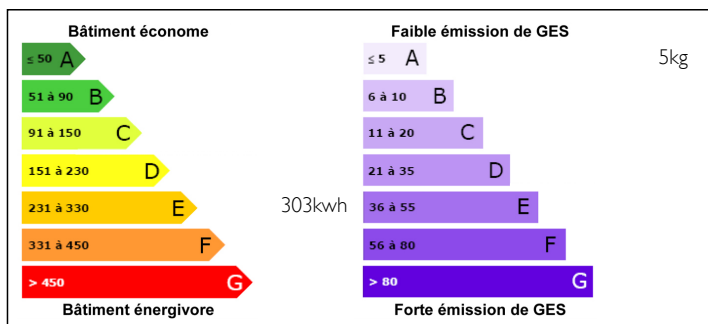 Bâtiment économe
≤ 50 A
51 à 90 B
91 à 150 C
151 à 230 D
231 à 330 E
303kwh
331 à 450 F
> 450 G
Bâtiment énergivore
Faible émission de GES
≤ 5 A
5kg
6 à 10 B
11 à 20 C
21 à 35 D
36 à 55 E
56 à 80 F
> 80 G
Forte émission de GES